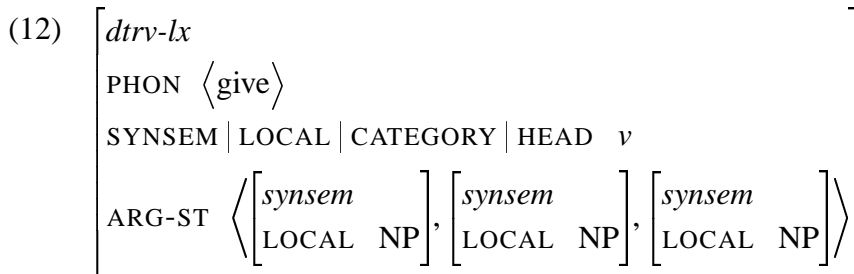 (12) dtrv-lx
PHON ⟨give⟩
SYNSEM | LOCAL | CATEGORY | HEAD v
ARG-ST ⟨[synsem LOCAL NP], [synsem LOCAL NP], [synsem LOCAL NP]⟩